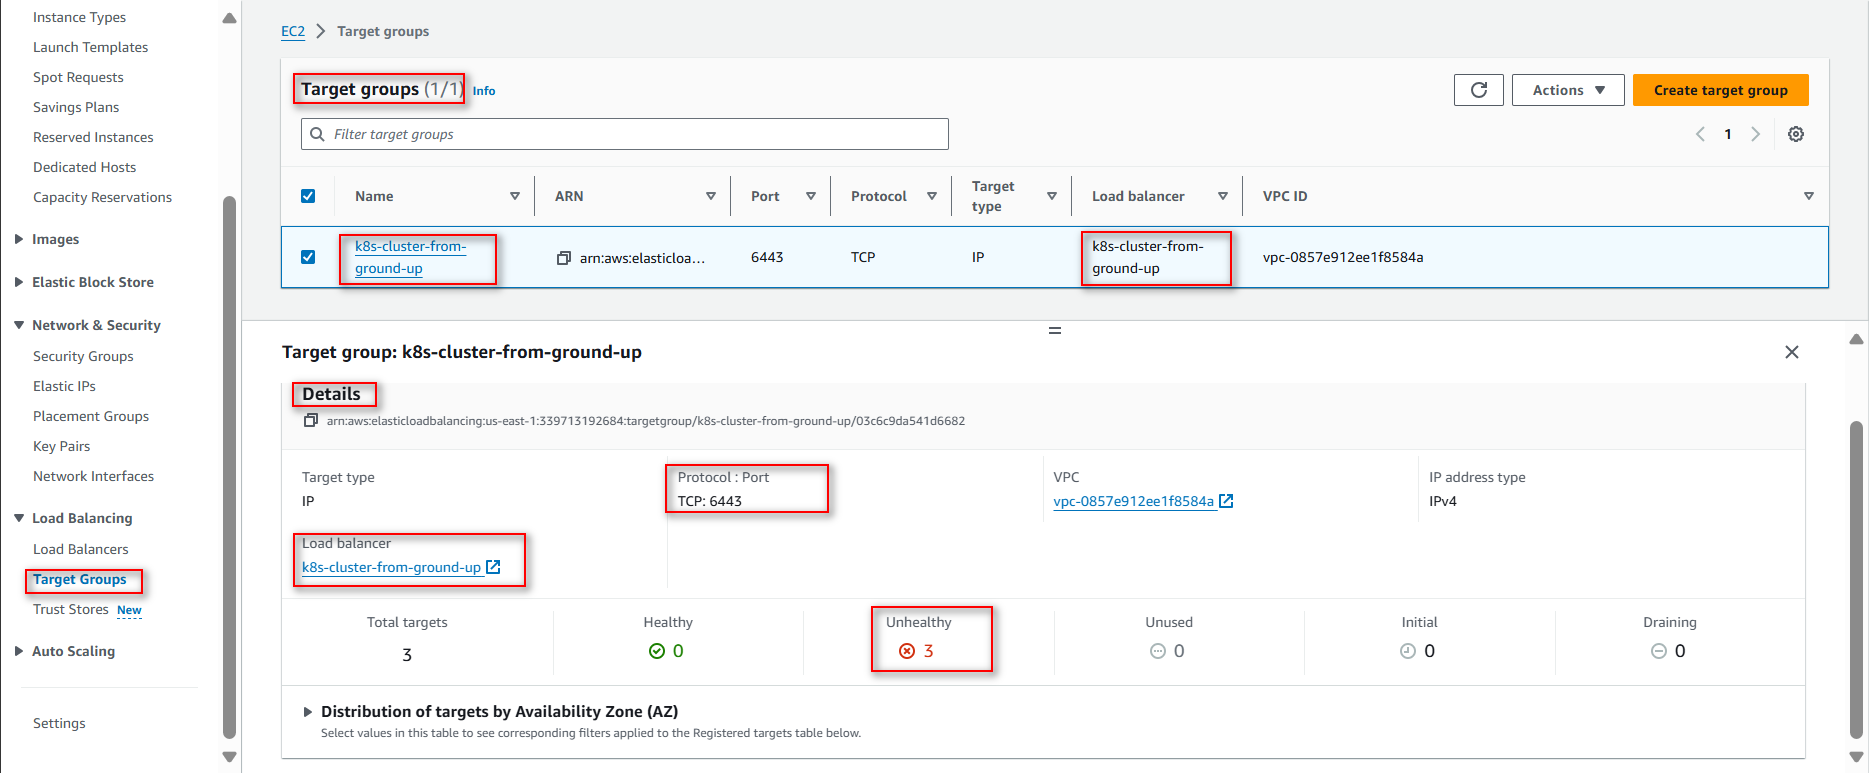 Instance Types
Launch Templates
Spot Requests
Savings Plans
Reserved Instances
Dedicated Hosts
Capacity Reservations
Images
Elastic Block Store
Network & Security
Security Groups
Elastic IPs
Placement Groups
Key Pairs
Network Interfaces
Load Balancing
Load Balancers
Target Groups
Trust Stores New
Auto Scaling
Settings
EC2 > Target groups
Target groups (1/1) Info
Actions
Create target group
Filter target groups
1
Name ARN Port Protocol Target type Load balancer VPC ID
k8s-cluster-from-
ground-up
arn:aws:elasticloa...
6443
TCP
IP
k8s-cluster-from-
ground-up
vpc-0857e912ee1f8584a
Target group: k8s-cluster-from-ground-up
Details
arn:aws:elasticloadbalancing:us-east-1:339713192684:targetgroup/k8s-cluster-from-ground-up/03c6c9da541d6682
Target type
IP
Protocol : Port
TCP: 6443
VPC
vpc-0857e912ee1f8584a
IP address type
IPv4
Load balancer
k8s-cluster-from-ground-up
Total targets
3
Healthy
0
Unhealthy
3
Unused
0
Initial
0
Draining
0
Distribution of targets by Availability Zone (AZ)
Select values in this table to see corresponding filters applied to the Registered targets table below.